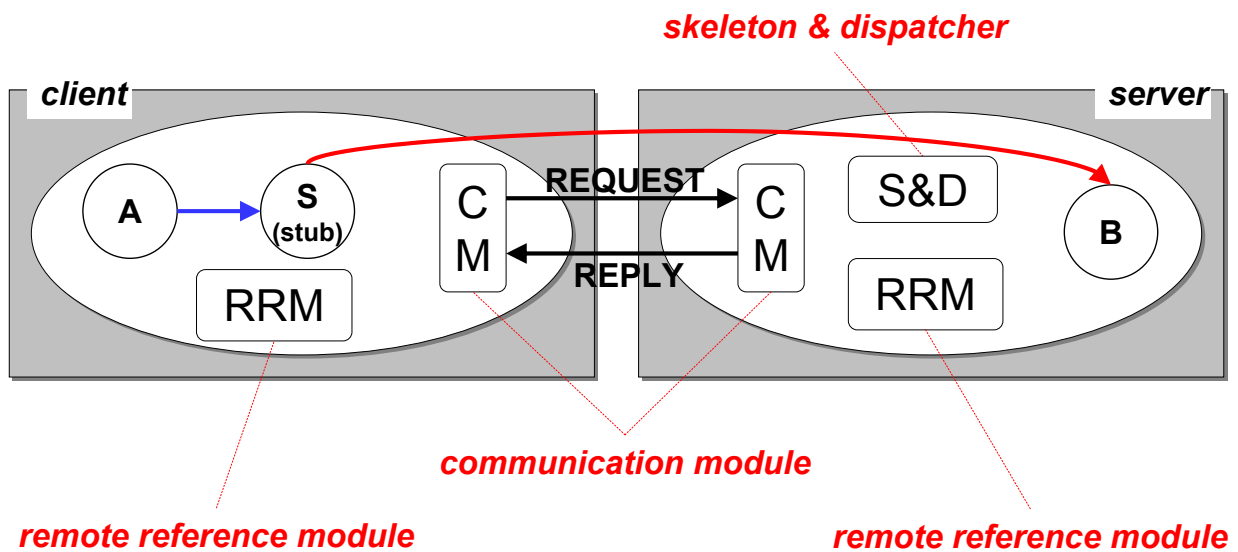 skeleton & dispatcher
client
server
A
S
(stub)
RRM
C
M
REQUEST
REPLY
C
M
S&D
RRM
B
communication module
remote reference module
remote reference module